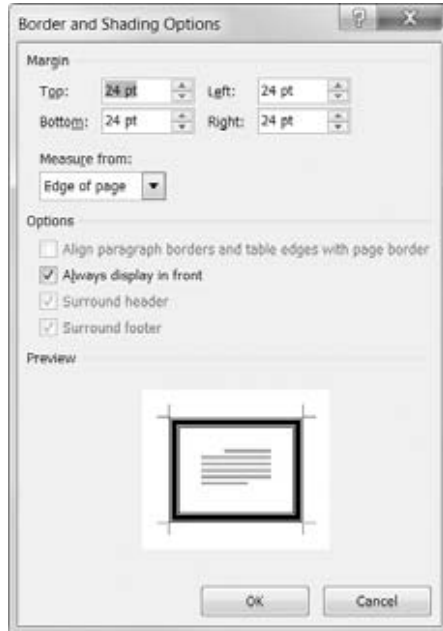 Border and Shading Options
Margin
Top: 24 pt Left: 24 pt
Bottom: 24 pt Right: 24 pt
Measure from:
Edge of page
Options
Align paragraph borders and table edges with page border
Always display in front
Surround header
Surround footer
Preview
OK Cancel